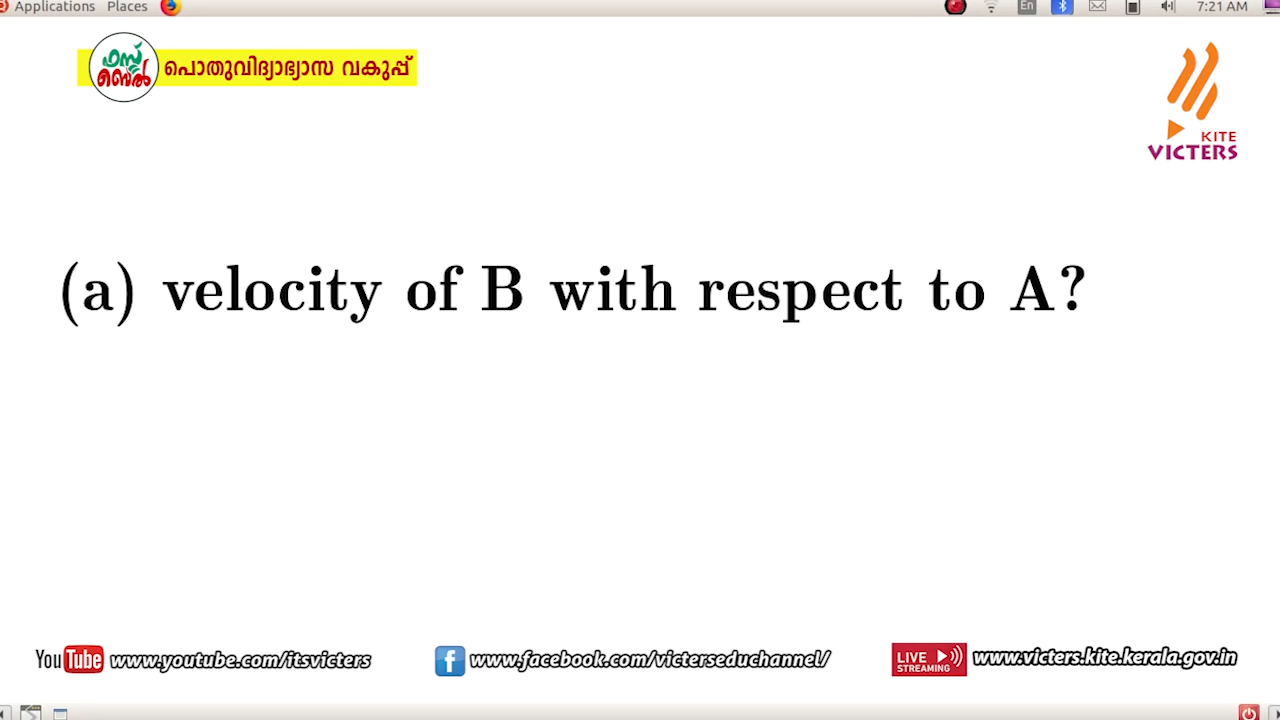 Applications Places En 7:21 AM
ഫസ്റ്റ്
ബെൽ
പൊതുവിദ്യാഭ്യാസ വകുപ്പ്
KITE
VICTERS
(a) velocity of B with respect to A?
You Tube www.youtube.com/itsvicters
f www.facebook.com/victerseduchannel/
LIVE
STREAMING
www.victers.kite.kerala.gov.in